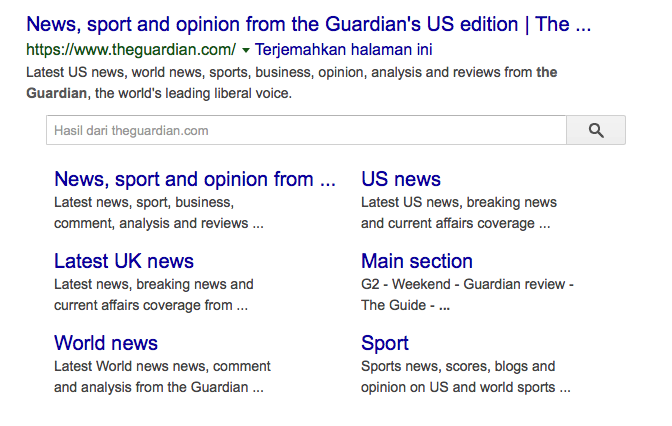 News, sport and opinion from the Guardian's US edition | The ...
https://www.theguardian.com/ Terjemahkan halaman ini
Latest US news, world news, sports, business, opinion, analysis and reviews from the
Guardian, the world's leading liberal voice.
Hasil dari theguardian.com
News, sport and opinion from ...
Latest news, sport, business,
comment, analysis and reviews ...
US news
Latest US news, breaking news
and current affairs coverage ...
Latest UK news
Latest news, breaking news and
current affairs coverage from ...
Main section
G2 - Weekend - Guardian review -
The Guide - ...
World news
Latest World news news, comment
and analysis from the Guardian ...
Sport
Sports news, scores, blogs and
opinion on US and world sports ...